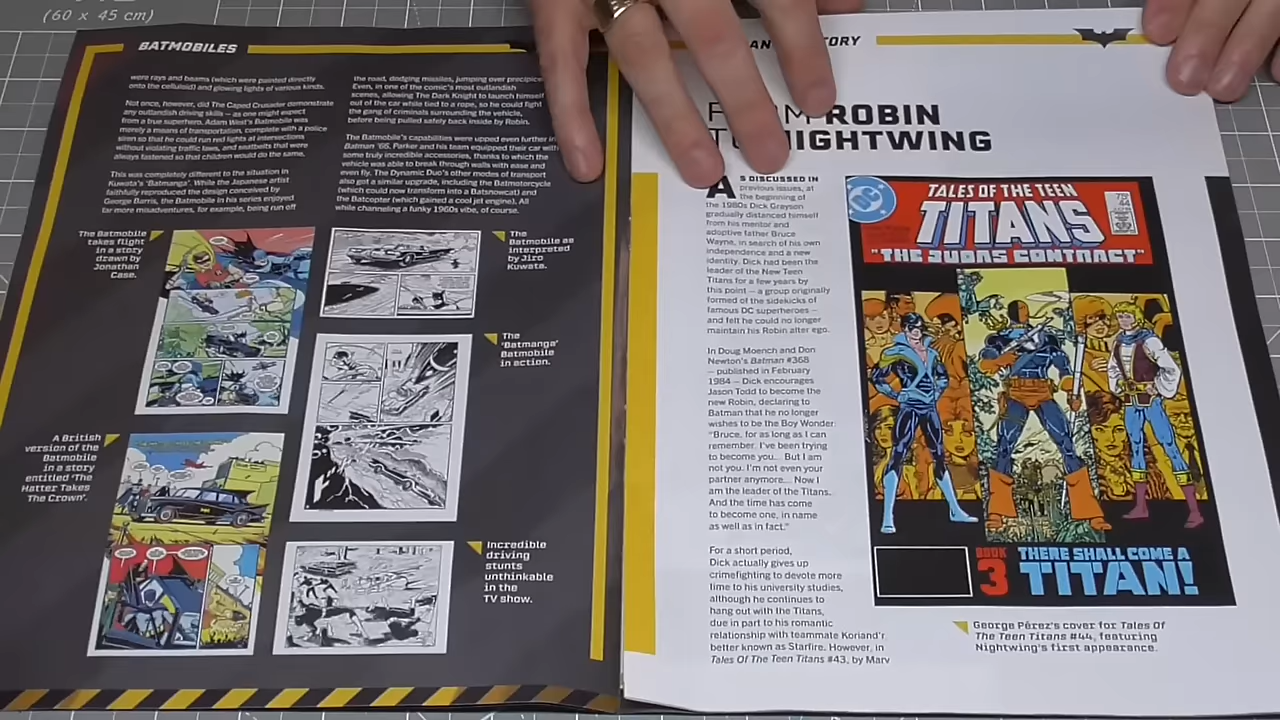 (60 x 45 cm)
BATMOBILES
were rays and beams (which were painted directly
onto the celluloid) and glowing lights of various kinds.
Not once, however, did The Caped Crusader demonstrate
any outlandish driving skills – as one might expect
from a true superhero. Adam West's Batmobile was
merely a means of transportation, complete with a police
siren so that he could run red lights at intersections
without violating traffic laws, and seatbelts that were
always fastened so that children would do the same.
This was completely different to the situation in
Kuwata's 'Batmanga'. While the Japanese artist
faithfully reproduced the design conceived by
George Barris, the Batmobile in his series enjoyed
far more misadventures, for example, being run off
the road, dodging missiles, jumping over precipice
Even, in one of the comic's most outlandish
scenes, allowing The Dark Knight to launch himself
out of the car while tied to a rope, so he could fight
the gang of criminals surrounding the vehicle,
before being pulled safely back inside by Robin.
The Batmobile's capabilities were upped even further in
Batman '66. Parker and his team equipped their car with
some truly incredible accessories, thanks to which the
vehicle was able to break through walls with ease and
even fly. The Dynamic Duo's other modes of transport
also got a similar upgrade, including the Batmotorcycle
(which could now transform into a Batsnowcat) and
the Batcopter (which gained a cool jet engine). All
while channeling a funky 1960s vibe, of course.
The Batmobile
takes flight
in a story
drawn by
Jonathan
Case.
The
Batmobile as
interpreted
by Jiro
Kuwata.
The
'Batmanga'
Batmobile
in action.
A British
version of the
Batmobile
in a story
entitled 'The
Hatter Takes
The Crown'.
Incredible
driving
stunts
unthinkable
in the
TV show.
ROBIN
NIGHTWING
AS DISCUSSED IN
previous issues, at
the beginning of
the 1980s Dick Grayson
gradually distanced himself
from his mentor and
adoptive father Bruce
Wayne, in search of his own
independence and a new
identity. Dick had been the
leader of the New Teen
Titans for a few years by
this point – a group originally
formed of the sidekicks of
famous DC superheroes –
and felt he could no longer
maintain his Robin alter ego.
In Doug Moench and Don
Newton's Batman #368
– published in February
1984 – Dick encourages
Jason Todd to become the
new Robin, declaring to
Batman that he no longer
wishes to be the Boy Wonder:
"Bruce, for as long as I can
remember, I've been trying
to become you... But I am
not you. I'm not even your
partner anymore... Now I
am the leader of the Titans.
And the time has come
to become one, in name
as well as in fact."
For a short period,
Dick actually gives up
crimefighting to devote more
time to his university studies,
although he continues to
hang out with the Titans,
due in part to his romantic
relationship with teammate Koriand'r
better known as Starfire. However, in
Tales Of The Teen Titans #43, by Marv
DC
TALES OF THE TEEN
TITANS
"THE JUDAS CONTRACT"
BOOK
3
THERE SHALL COME A
TITAN!
George Pérez's cover for Tales Of
The Teen Titans #44, featuring
Nightwing's first appearance.